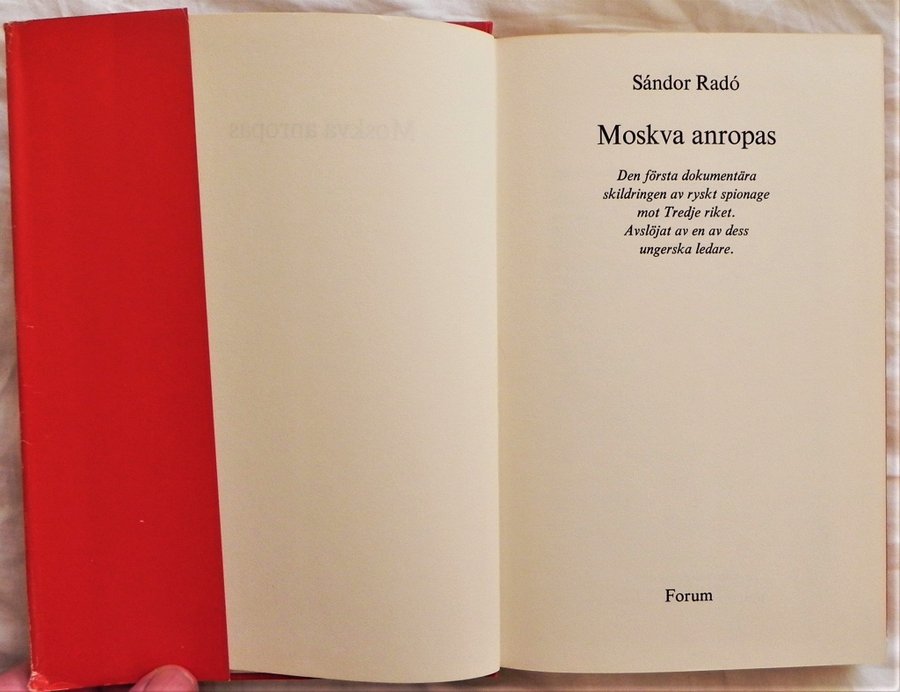 Sándor Radó
Moskva anropas
Den första dokumentära
skildringen av ryskt spionage
mot Tredje riket.
Avslöjat av en av dess
ungerska ledare.
Forum